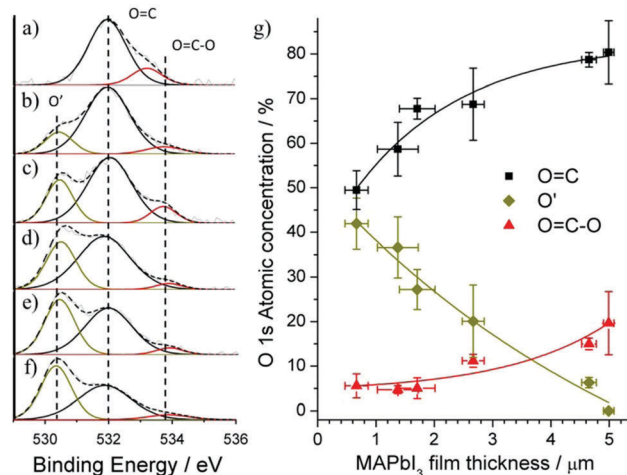 a)
O=C
O=C-O
b)
O'
c)
d)
e)
f)
530
532
534
536
Binding Energy / eV
g)
O 1s Atomic concentration / %
80
70
60
50
40
30
20
10
0
O=C
O'
O=C-O
0
1
2
3
4
5
MAPbI₃ film thickness / μm